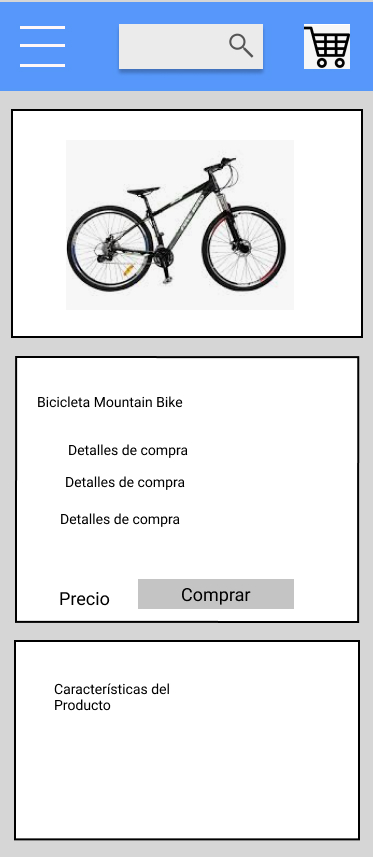 Bicicleta Mountain Bike
Detalles de compra
Detalles de compra
Detalles de compra
Precio
Comprar
Características del
Producto